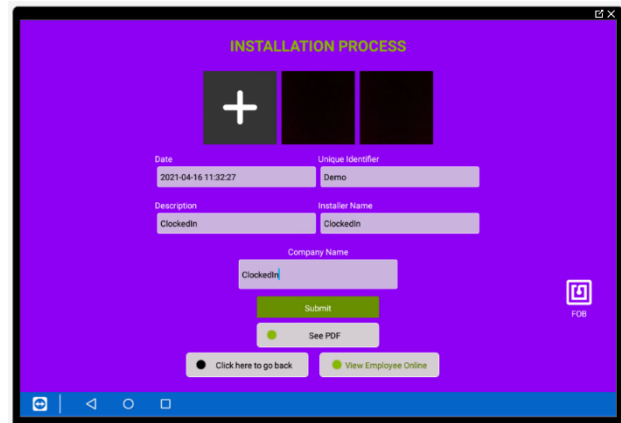 INSTALLATION PROCESS
Date
Unique Identifier
2021-04-16 11:32:27
Demo
Description
Installer Name
ClockedIn
ClockedIn
Company Name
ClockedIn
Submit
See PDF
FOB
Click here to go back
View Employee Online